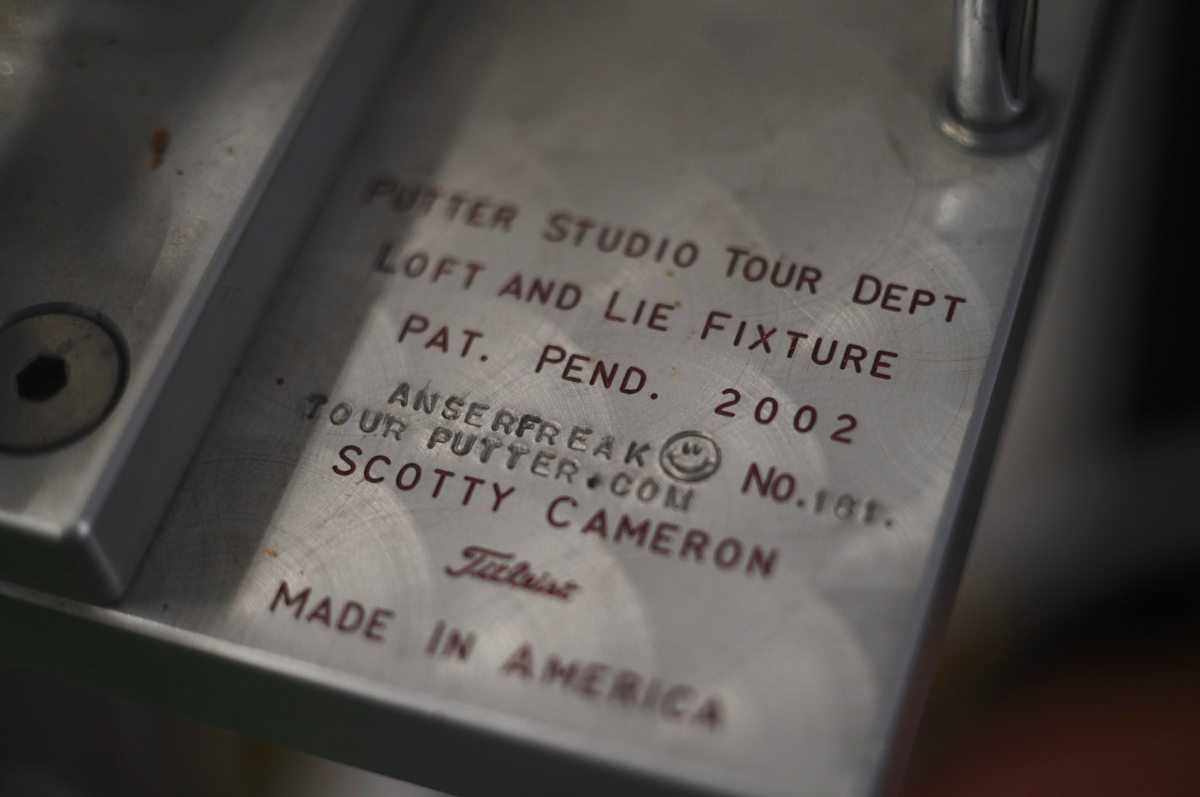 PUTTER STUDIO TOUR DEPT
LOFT AND LIE FIXTURE
PAT. PEND. 2002
ANSERFREAK NO. 181.
TOUR PUTTER.COM
SCOTTY CAMERON
Titleist
MADE IN AMERICA